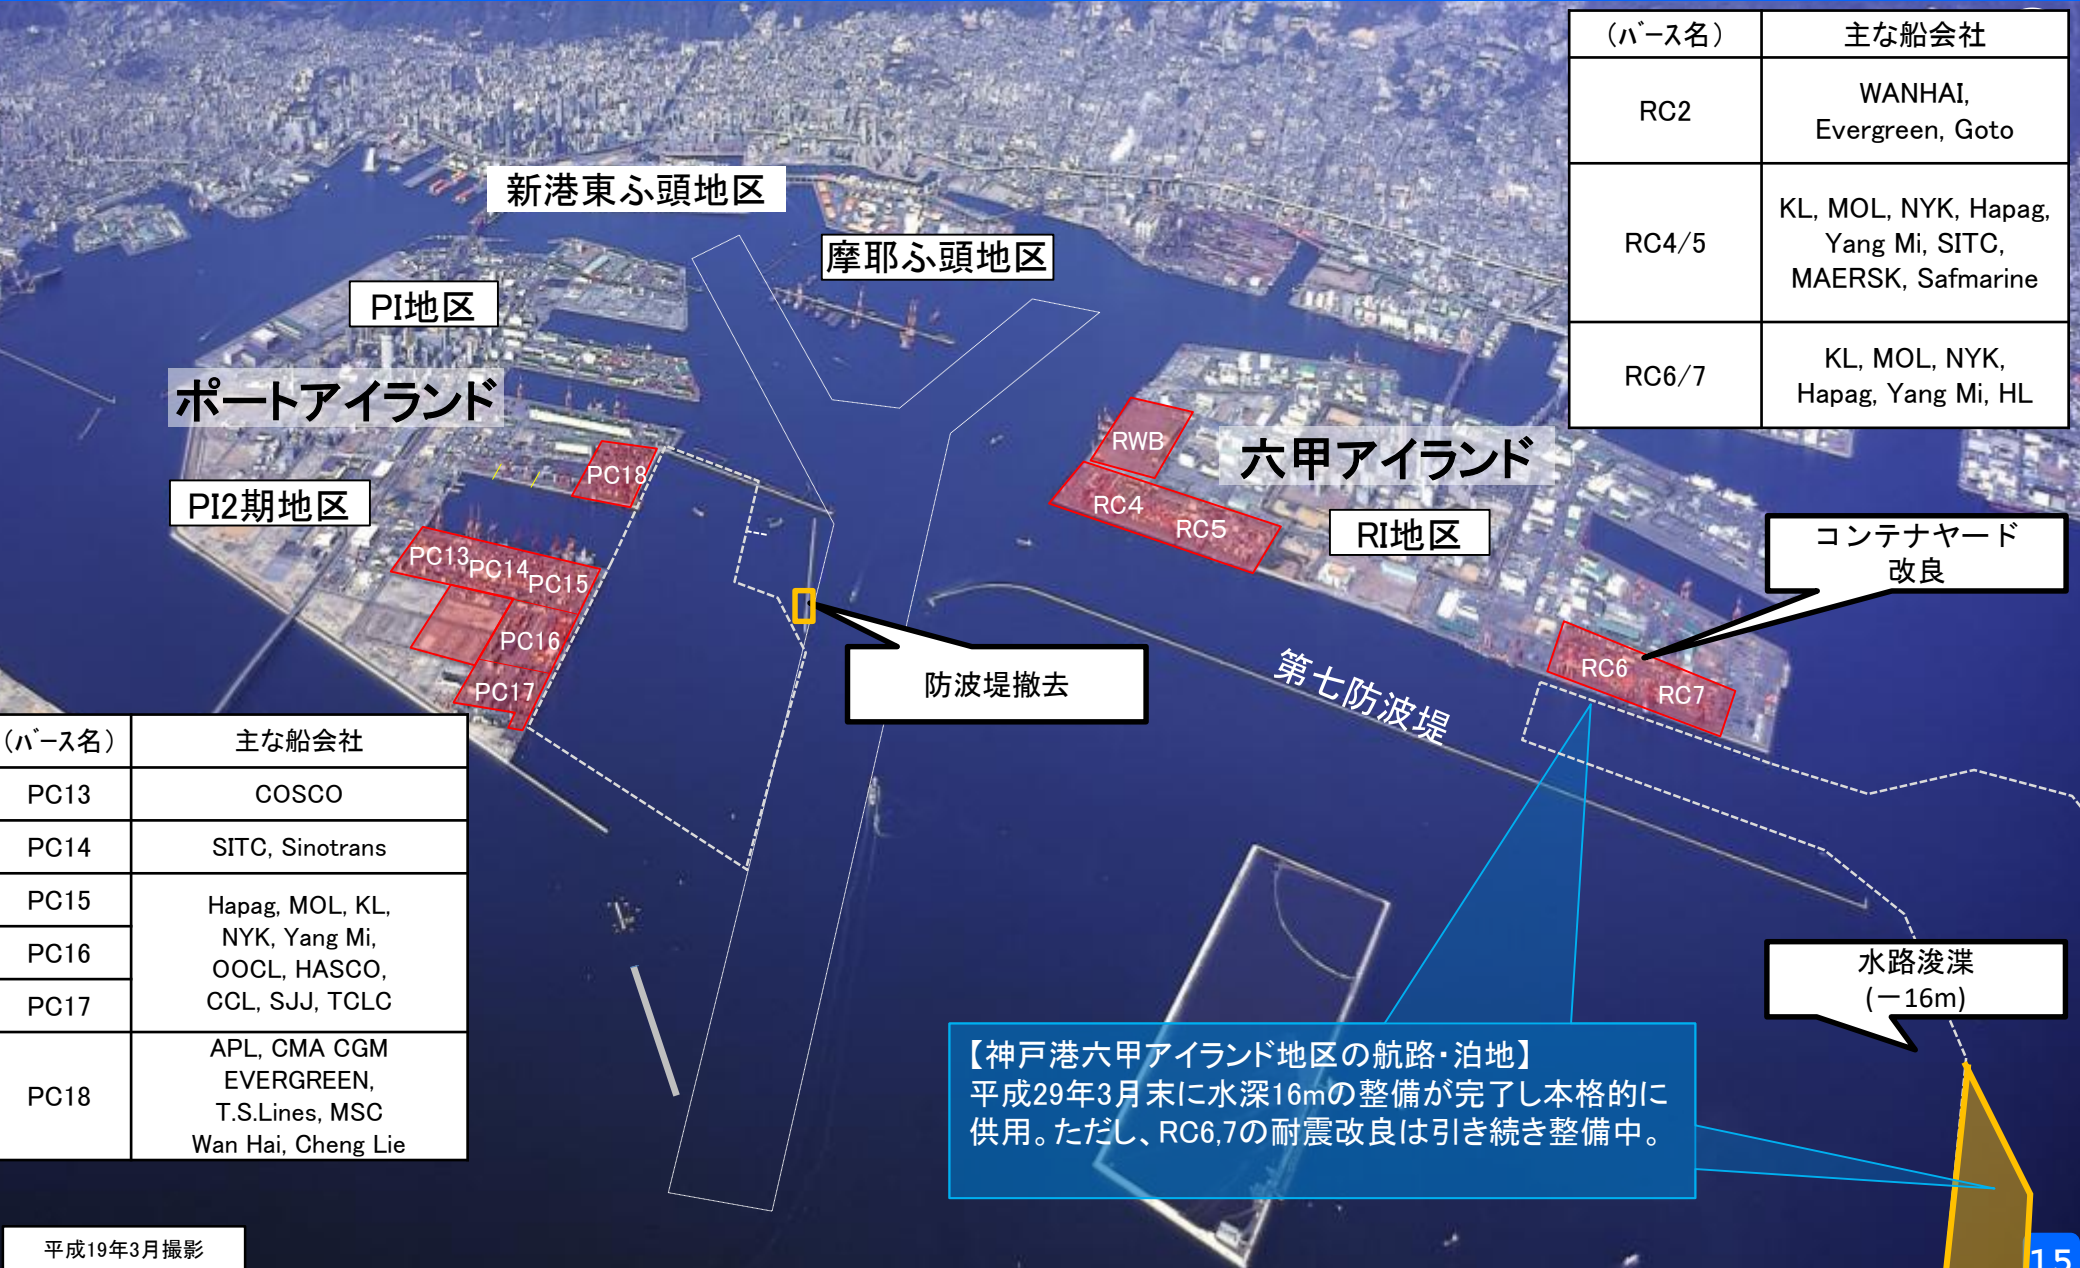 (バース名)
主な船会社
RC2
WANHAI,
Evergreen, Goto
RC4/5
KL, MOL, NYK, Hapag,
Yang Mi, SITC,
MAERSK, Safmarine
RC6/7
KL, MOL, NYK,
Hapag, Yang Mi, HL
新港東ふ頭地区
摩耶ふ頭地区
PI地区
ポートアイランド
PI2期地区
PC18
PC13
PC14
PC15
PC16
PC17
RWB
RC4
RC5
六甲アイランド
RI地区
コンテナヤード
改良
RC6
RC7
防波堤撤去
第七防波堤
(バース名)
主な船会社
PC13
COSCO
PC14
SITC, Sinotrans
PC15
PC16
PC17
Hapag, MOL, KL,
NYK, Yang Mi,
OOCL, HASCO,
CCL, SJJ, TCLC
PC18
APL, CMA CGM
EVERGREEN,
T.S.Lines, MSC
Wan Hai, Cheng Lie
水路浚渫
(-16m)
【神戸港六甲アイランド地区の航路・泊地】
平成29年3月末に水深16mの整備が完了し本格的に
供用。ただし、RC6,7の耐震改良は引き続き整備中。
平成19年3月撮影
15